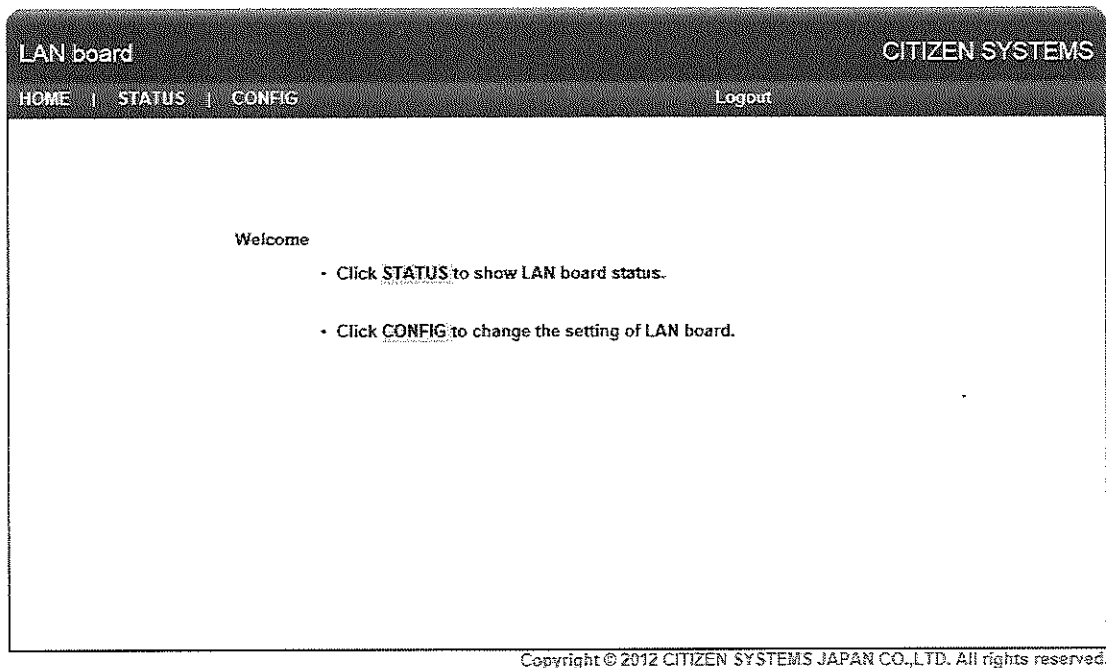 LAN board CITIZEN SYSTEMS
HOME | STATUS | CONFIG Logout
Welcome
• Click STATUS to show LAN board status.
• Click CONFIG to change the setting of LAN board.
Copyright © 2012 CITIZEN SYSTEMS JAPAN CO.,LTD. All rights reserved.